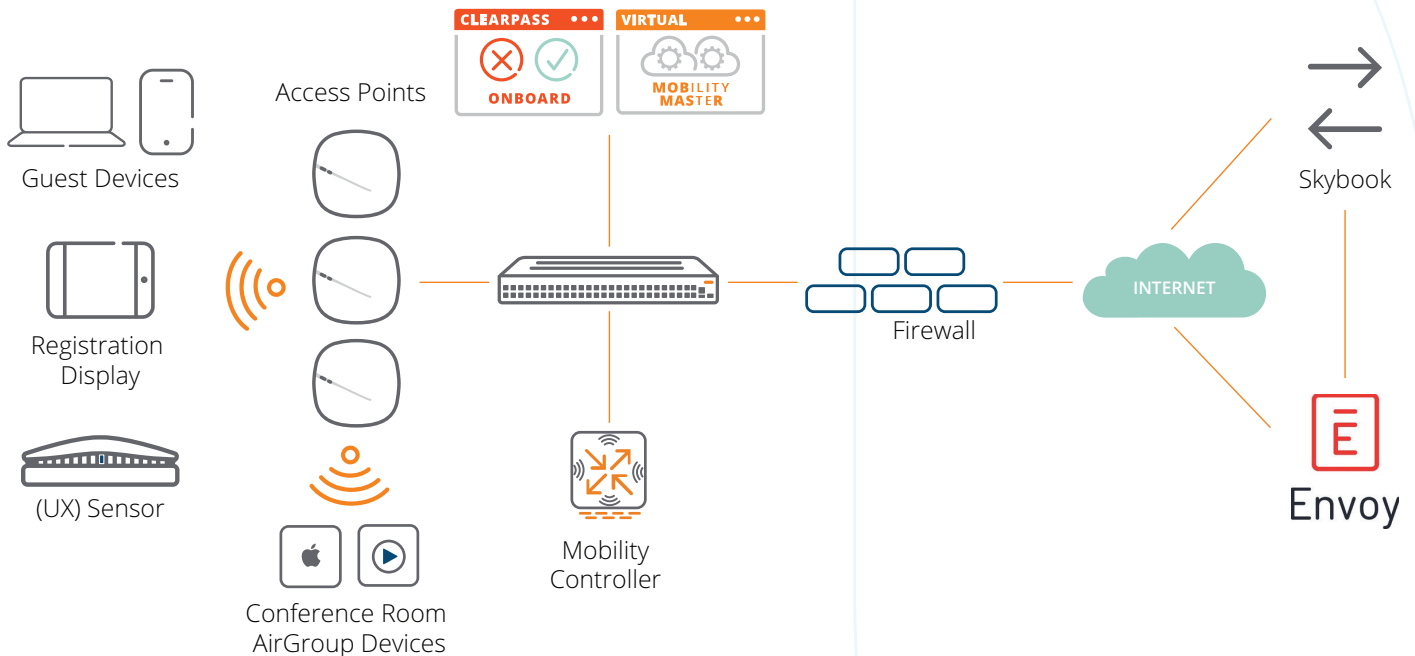 CLEARPASS
ONBOARD
VIRTUAL
MOBILITY
MASTER
Access Points
Guest Devices
Skybook
Registration
Display
INTERNET
Firewall
(UX) Sensor
Envoy
Mobility
Controller
Conference Room
AirGroup Devices